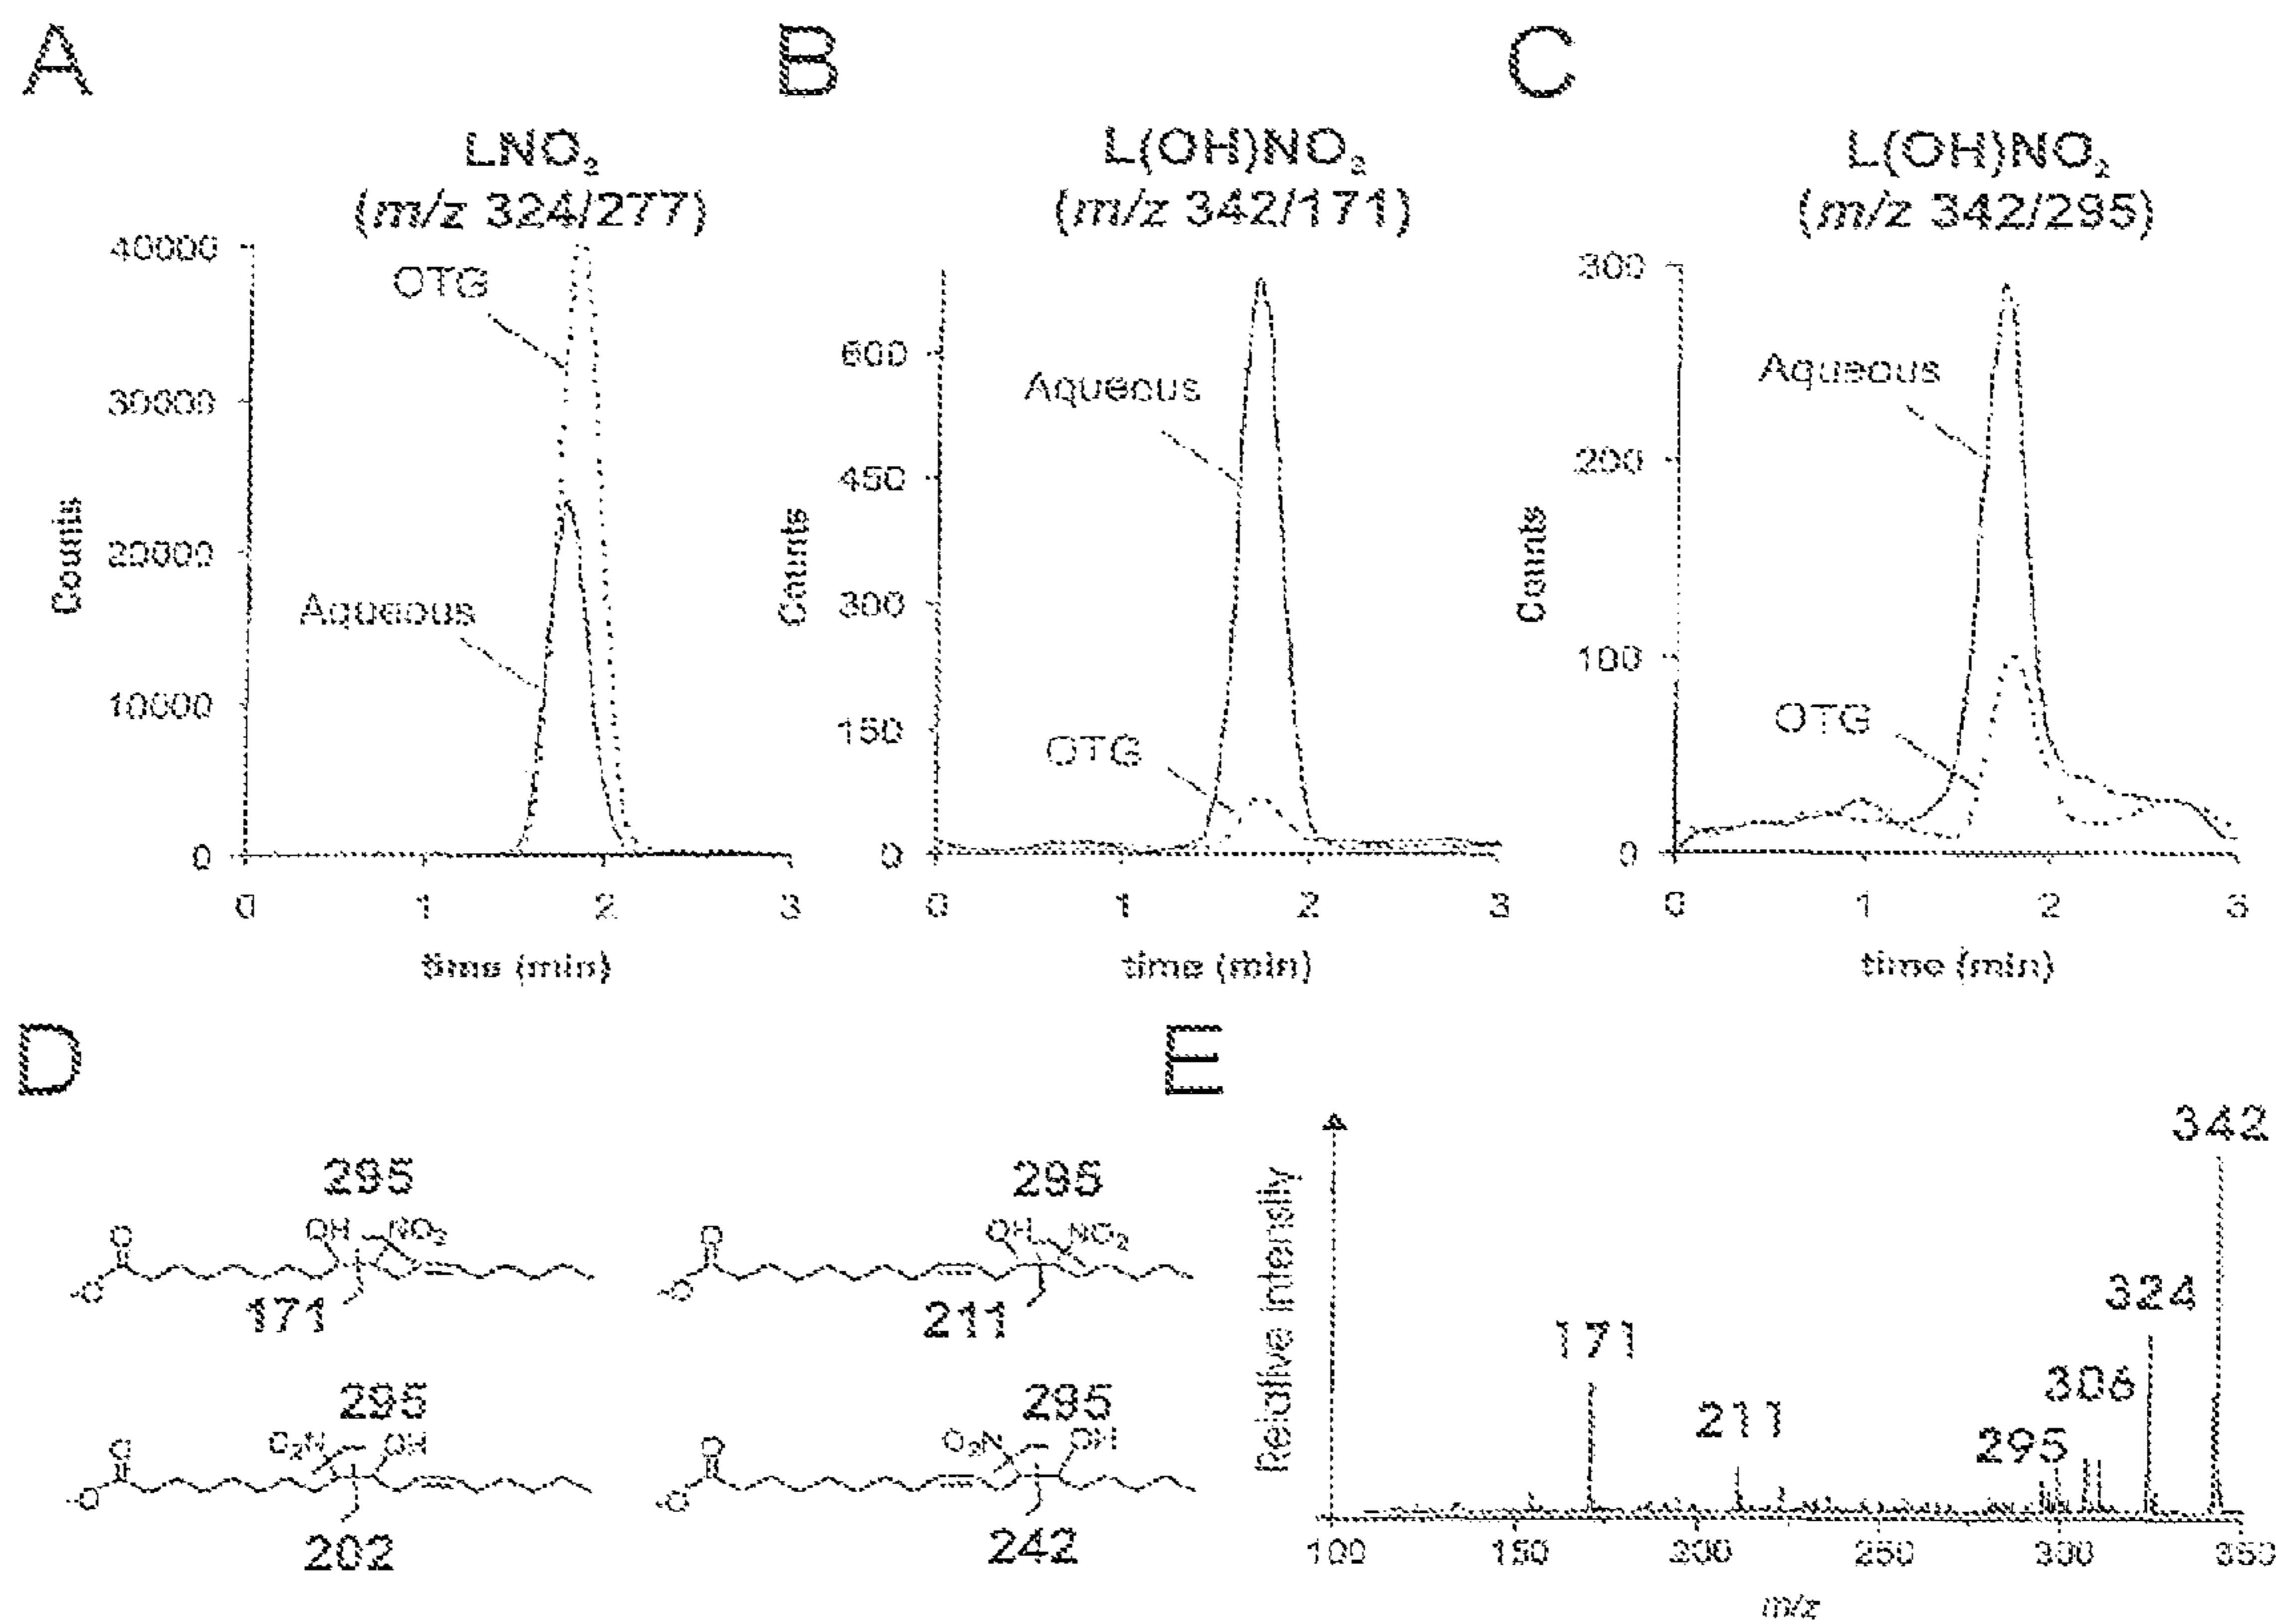 A
B
C
LNO₂
(m/z 324/277)
L(OH)NO₂
(m/z 342/171)
L(OH)NO₂
(m/z 342/295)
40000
30000
20000
10000
0
Counts
OTG
Aqueous
0 1 2 3
time (min)
600
450
300
150
0
Counts
Aqueous
OTG
0 1 2 3
time (min)
300
200
100
0
Counts
Aqueous
OTG
0 1 2 3
time (min)
D
295
O
OH
NO₂
-O
171
295
O
OH
NO₂
-O
211
295
O
O₂N
OH
-O
202
295
O
O₂N
OH
-O
242
E
Relative Intensity
342
324
306
295
211
171
100 150 200 250 300 350
m/z